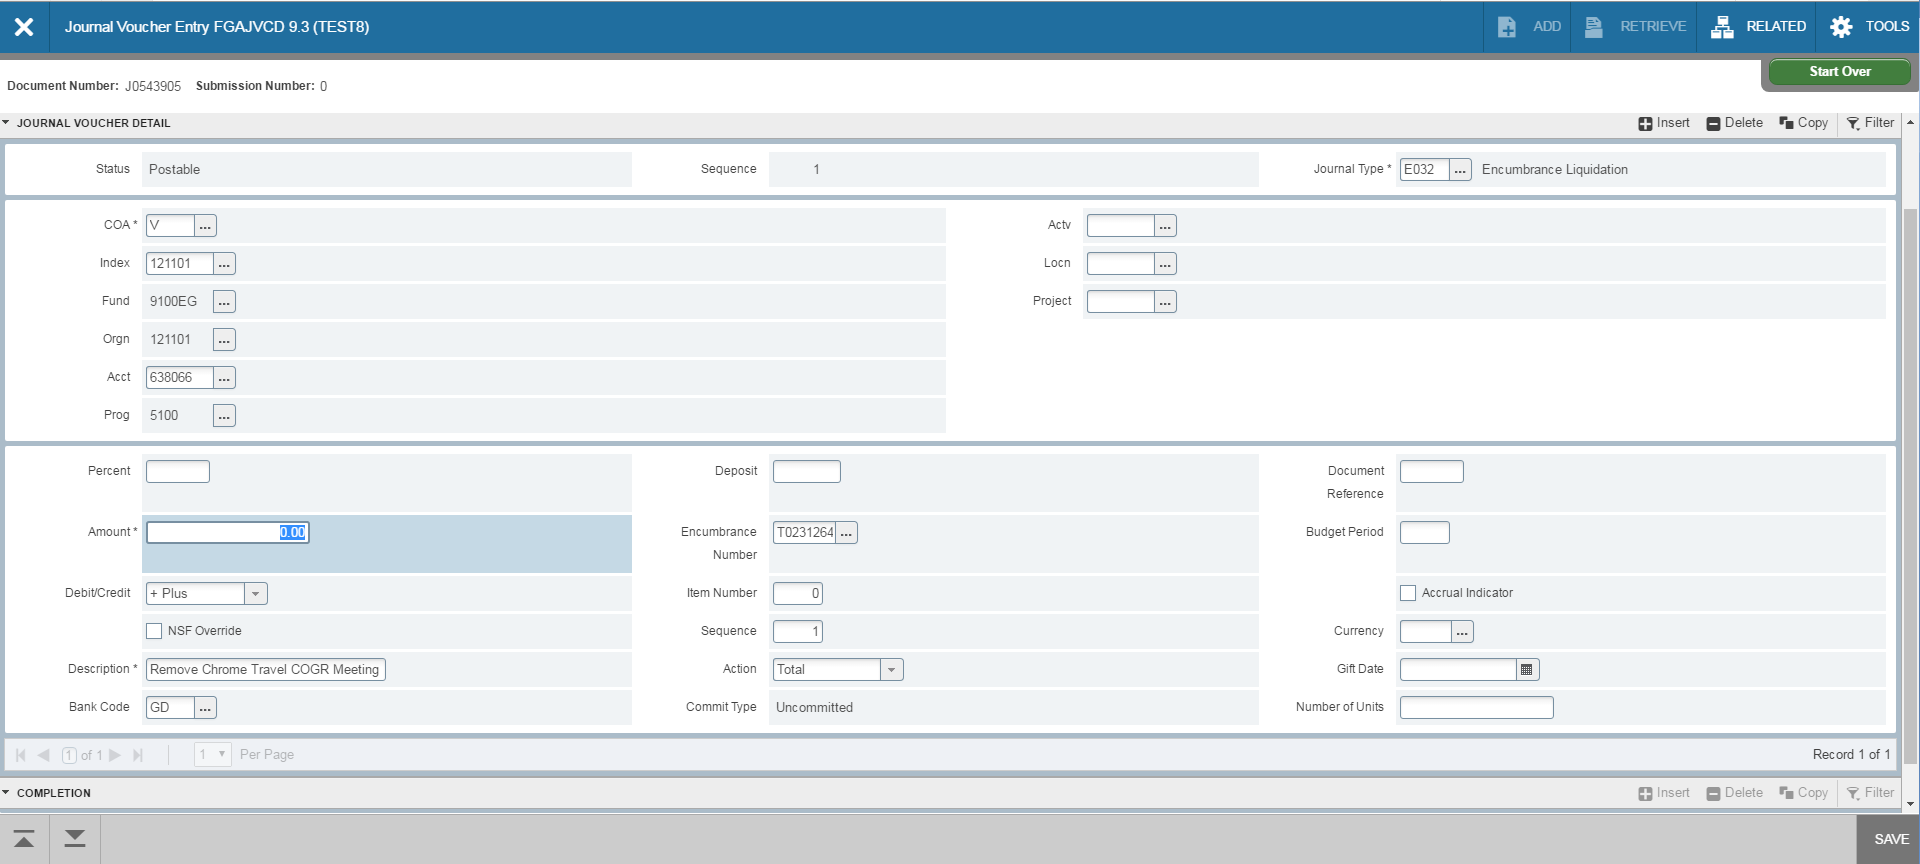 Journal Voucher Entry FGAJVCD 9.3 (TEST8) ADD RETRIEVE RELATED TOOLS
Start Over
Document Number: J0543905 Submission Number: 0
JOURNAL VOUCHER DETAIL Insert Delete Copy Filter
Status Postable Sequence 1 Journal Type * E032 ... Encumbrance Liquidation
COA * V ... Actv ...
Index 121101 ... Locn ...
Fund 9100EG ... Project ...
Orgn 121101 ...
Acct 638066 ...
Prog 5100 ...
Percent Deposit Document
Reference
Amount * 0.00 Encumbrance T0231264 ... Budget Period
Number
Debit/Credit + Plus Item Number 0 Accrual Indicator
NSF Override Sequence 1 Currency ...
Description * Remove Chrome Travel COGR Meeting Action Total Gift Date
Bank Code GD ... Commit Type Uncommitted Number of Units
1 of 1 1 Per Page Record 1 of 1
COMPLETION Insert Delete Copy Filter
SAVE